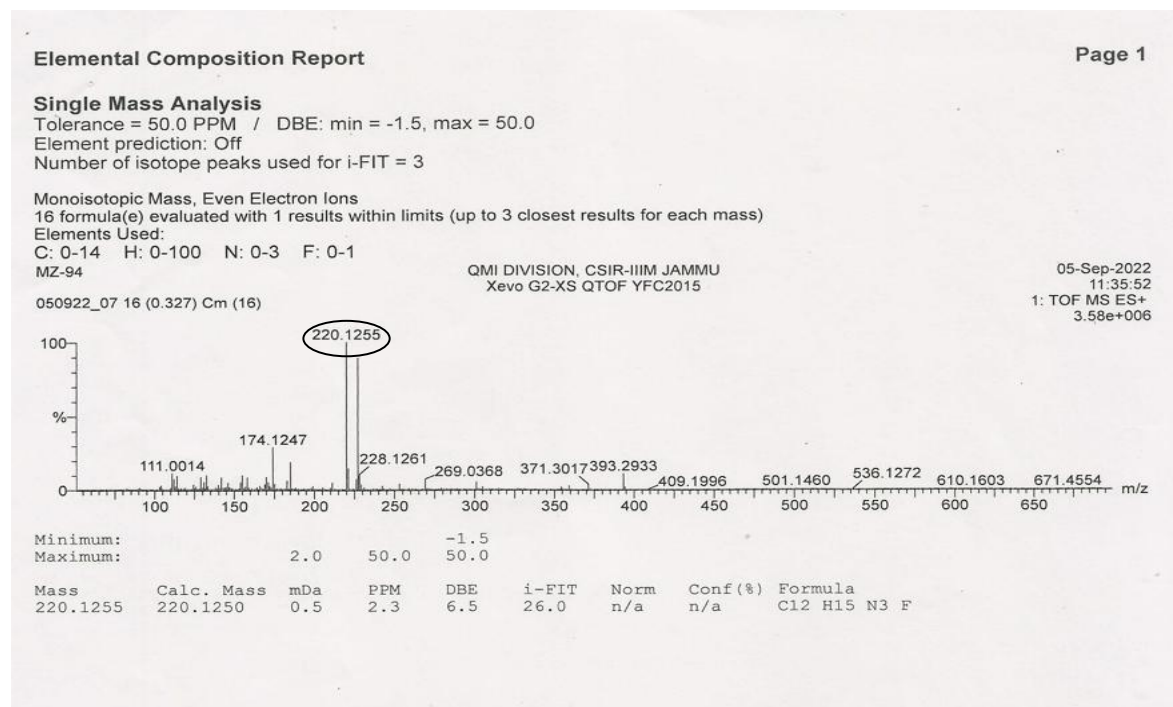 Elemental Composition Report Page 1
Single Mass Analysis
Tolerance = 50.0 PPM / DBE: min = -1.5, max = 50.0
Element prediction: Off
Number of isotope peaks used for i-FIT = 3
Monoisotopic Mass, Even Electron Ions
16 formula(e) evaluated with 1 results within limits (up to 3 closest results for each mass)
Elements Used:
C: 0-14 H: 0-100 N: 0-3 F: 0-1
MZ-94 QMI DIVISION, CSIR-IIIM JAMMU 05-Sep-2022
Xevo G2-XS QTOF YFC2015 11:35:52
050922_07 16 (0.327) Cm (16) 1: TOF MS ES+
3.58e+006
220.1255
100
%
174.1247
228.1261
111.0014 269.0368 371.3017 393.2933 409.1996 501.1460 536.1272 610.1603 671.4554
0
m/z
100 150 200 250 300 350 400 450 500 550 600 650
Minimum: -1.5
Maximum: 2.0 50.0 50.0
Mass Calc. Mass mDa PPM DBE i-FIT Norm Conf(%) Formula
220.1255 220.1250 0.5 2.3 6.5 26.0 n/a n/a C12 H15 N3 F